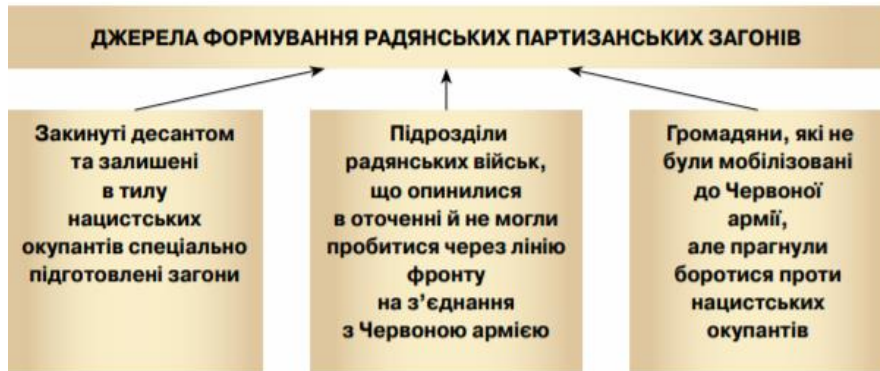 ДЖЕРЕЛА ФОРМУВАННЯ РАДЯНСЬКИХ ПАРТИЗАНСЬКИХ ЗАГОНІВ
Закинуті десантом
та залишені
в тилу
нацистських
окупантів спеціально
підготовлені загони
Підрозділи
радянських військ,
що опинилися
в оточенні й не могли
пробитися через лінію
фронту
на з’єднання
з Червоною армією
Громадяни, які не
були мобілізовані
до Червоної
армії,
але прагнули
боротися проти
нацистських
окупантів